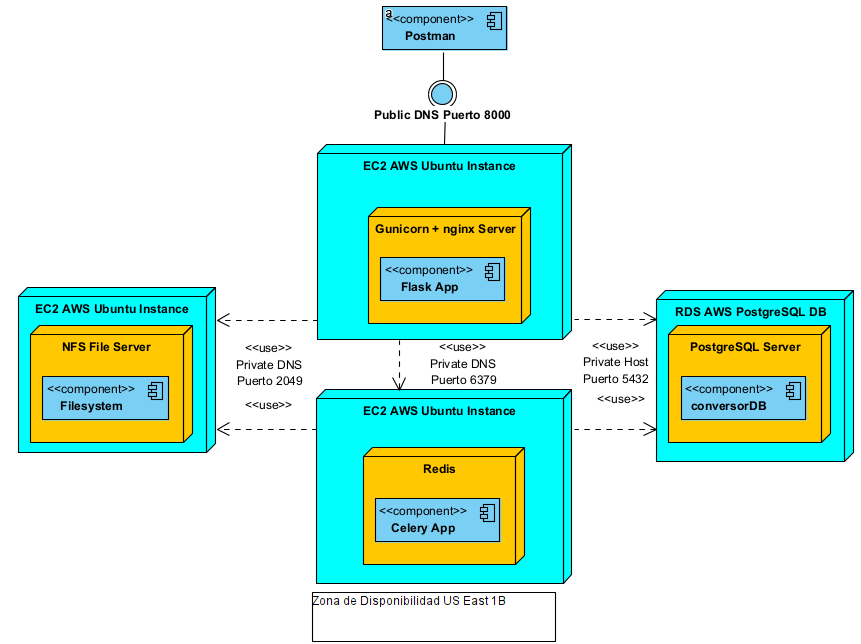 a
<<component>>
Postman
Public DNS Puerto 8000
EC2 AWS Ubuntu Instance
Gunicorn + nginx Server
<<component>>
Flask App
EC2 AWS Ubuntu Instance
NFS File Server
<<component>>
Filesystem
<<use>>
Private DNS
Puerto 2049
<<use>>
<<use>>
Private DNS
Puerto 6379
<<use>>
Private Host
Puerto 5432
<<use>>
RDS AWS PostgreSQL DB
PostgreSQL Server
<<component>>
conversorDB
EC2 AWS Ubuntu Instance
Redis
<<component>>
Celery App
Zona de Disponibilidad US East 1B